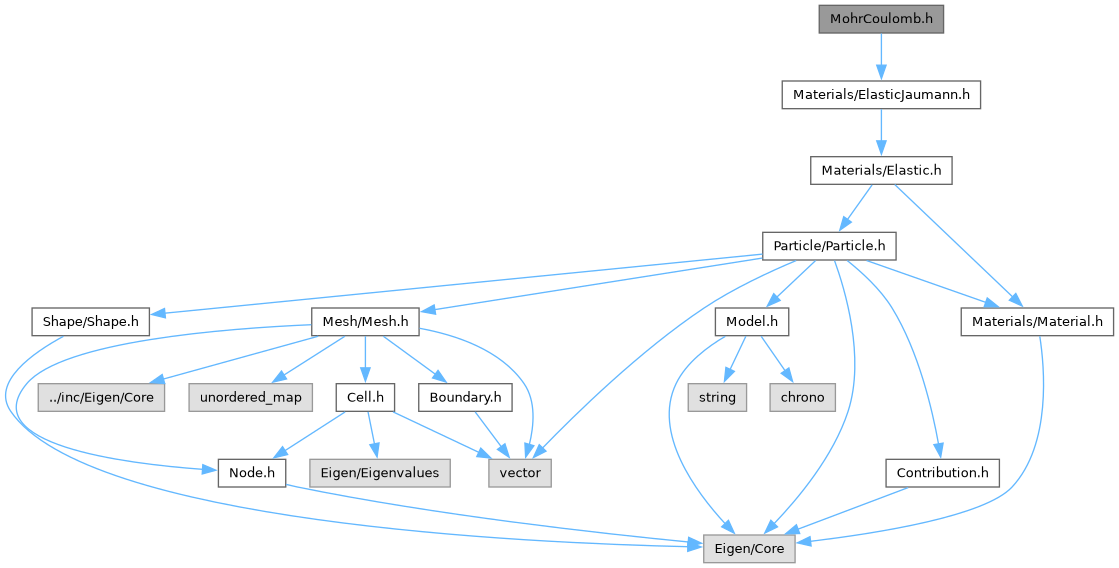 MohrCoulomb.h
Materials/ElasticJaumann.h
Materials/Elastic.h
Particle/Particle.h
Shape/Shape.h
Mesh/Mesh.h
Model.h
Materials/Material.h
../inc/Eigen/Core
unordered_map
Cell.h
Boundary.h
string
chrono
Node.h
Eigen/Eigenvalues
vector
Contribution.h
Eigen/Core